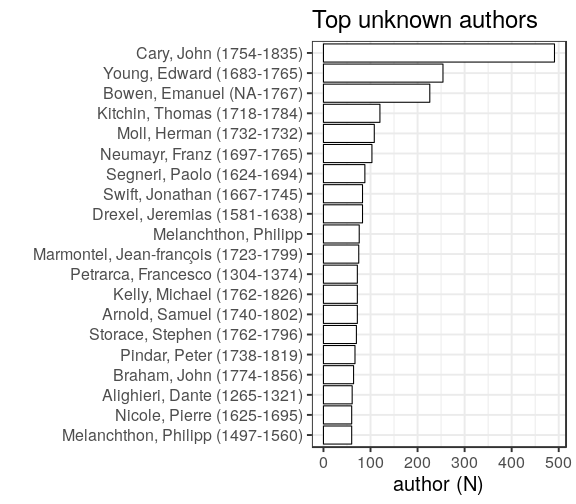 Top unknown authors
Cary, John (1754-1835)
Young, Edward (1683-1765)
Bowen, Emanuel (NA-1767)
Kitchin, Thomas (1718-1784)
Moll, Herman (1732-1732)
Neumayr, Franz (1697-1765)
Segneri, Paolo (1624-1694)
Swift, Jonathan (1667-1745)
Drexel, Jeremias (1581-1638)
Melanchthon, Philipp
Marmontel, Jean-françois (1723-1799)
Petrarca, Francesco (1304-1374)
Kelly, Michael (1762-1826)
Arnold, Samuel (1740-1802)
Storace, Stephen (1762-1796)
Pindar, Peter (1738-1819)
Braham, John (1774-1856)
Alighieri, Dante (1265-1321)
Nicole, Pierre (1625-1695)
Melanchthon, Philipp (1497-1560)
0 100 200 300 400 500
author (N)